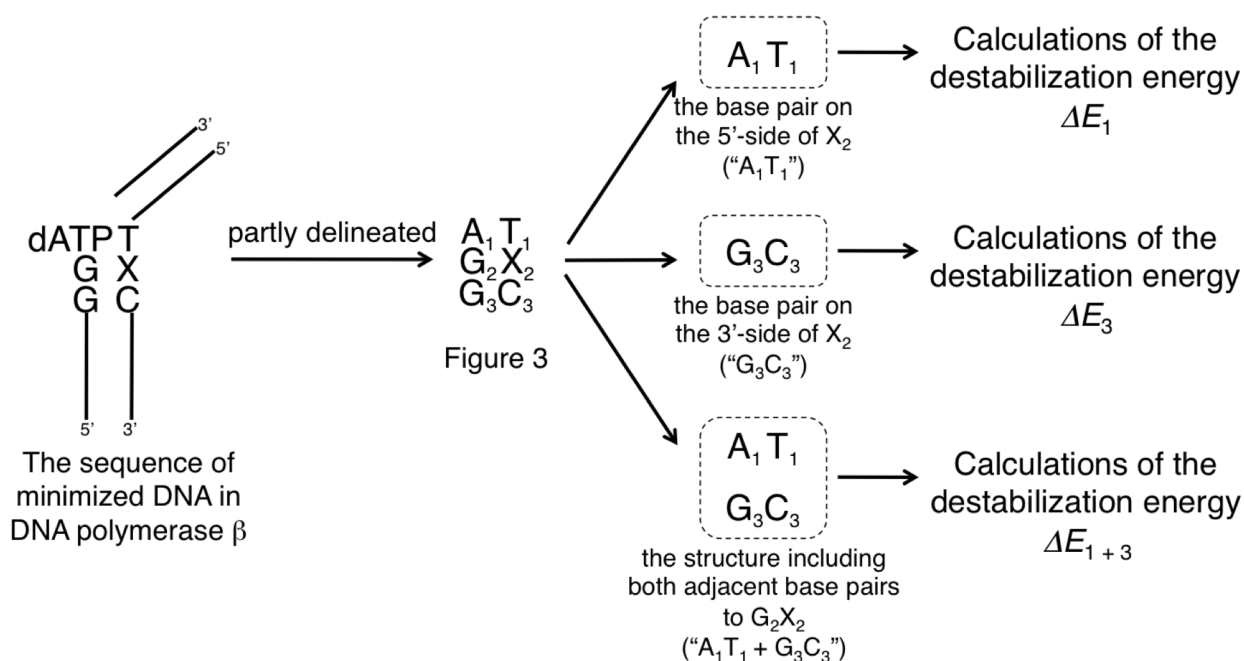 3’
5’
dATP T
G X
G C
5’ 3’
The sequence of
minimized DNA in
DNA polymerase β
partly delineated
A₁T₁
G₂X₂
G₃C₃
Figure 3
A₁T₁
the base pair on
the 5’-side of X₂
(“A₁T₁”)
Calculations of the
destabilization energy
ΔE₁
G₃C₃
the base pair on
the 3’-side of X₂
(“G₃C₃”)
Calculations of the
destabilization energy
ΔE₃
A₁T₁
G₃C₃
the structure including
both adjacent base pairs
to G₂X₂
(“A₁T₁ + G₃C₃”)
Calculations of the
destabilization energy
ΔE₁ ₊ ₃